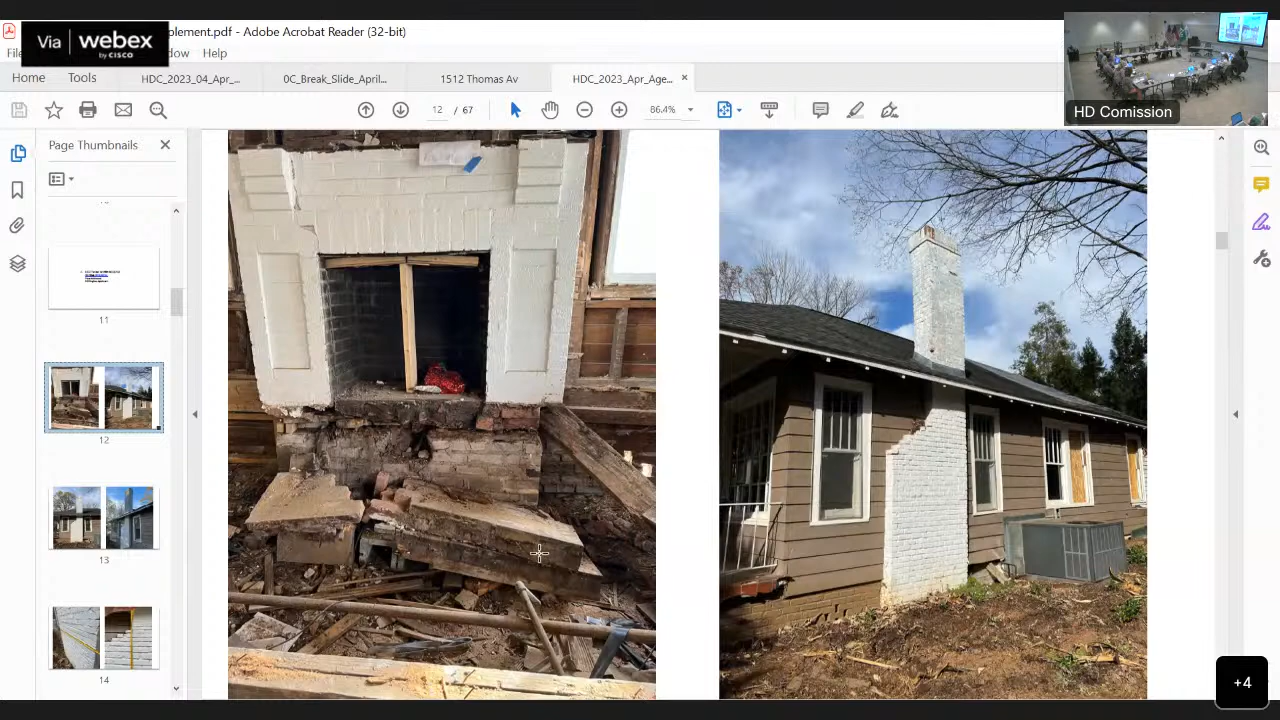 Via webex
by CISCO
plement.pdf - Adobe Acrobat Reader (32-bit)
dow Help
Home Tools HDC_2023_04_Apr_... 0C_Break_Slide_April... 1512 Thomas Av HDC_2023_Apr_Age...
12 / 67 86.4%
HD Comission
Page Thumbnails
11
12
13
14
+4